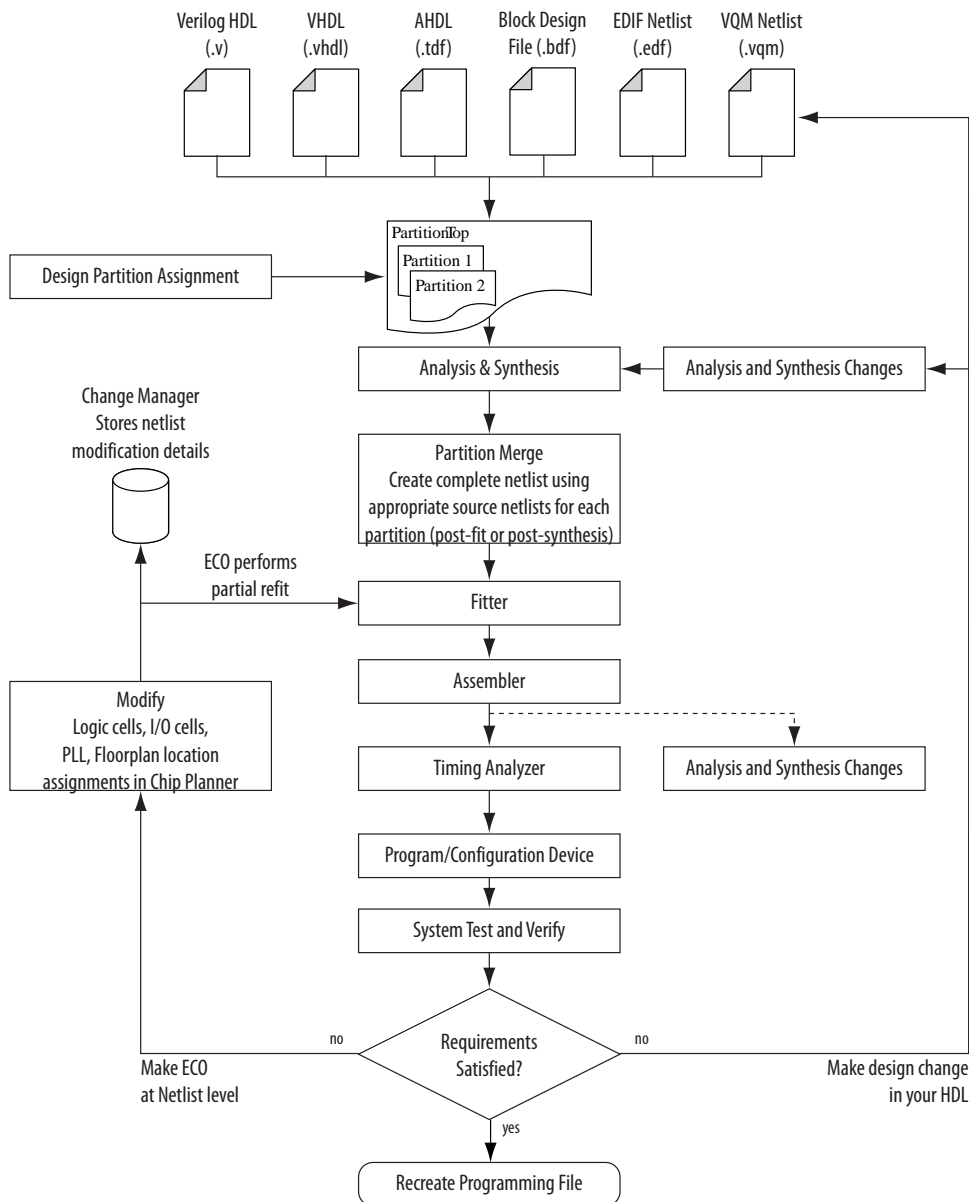 Verilog HDL
(.v)
VHDL
(.vhdl)
AHDL
(.tdf)
Block Design
File (.bdf)
EDIF Netlist
(.edf)
VQM Netlist
(.vqm)
PartitionTop
Partition 1
Partition 2
Design Partition Assignment
Analysis & Synthesis
Analysis and Synthesis Changes
Change Manager
Stores netlist
modification details
Partition Merge
Create complete netlist using
appropriate source netlists for each
partition (post-fit or post-synthesis)
ECO performs
partial refit
Fitter
Assembler
Modify
Logic cells, I/O cells,
PLL, Floorplan location
assignments in Chip Planner
Timing Analyzer
Analysis and Synthesis Changes
Program/Configuration Device
System Test and Verify
Requirements
Satisfied?
no
no
Make ECO
at Netlist level
Make design change
in your HDL
yes
Recreate Programming File